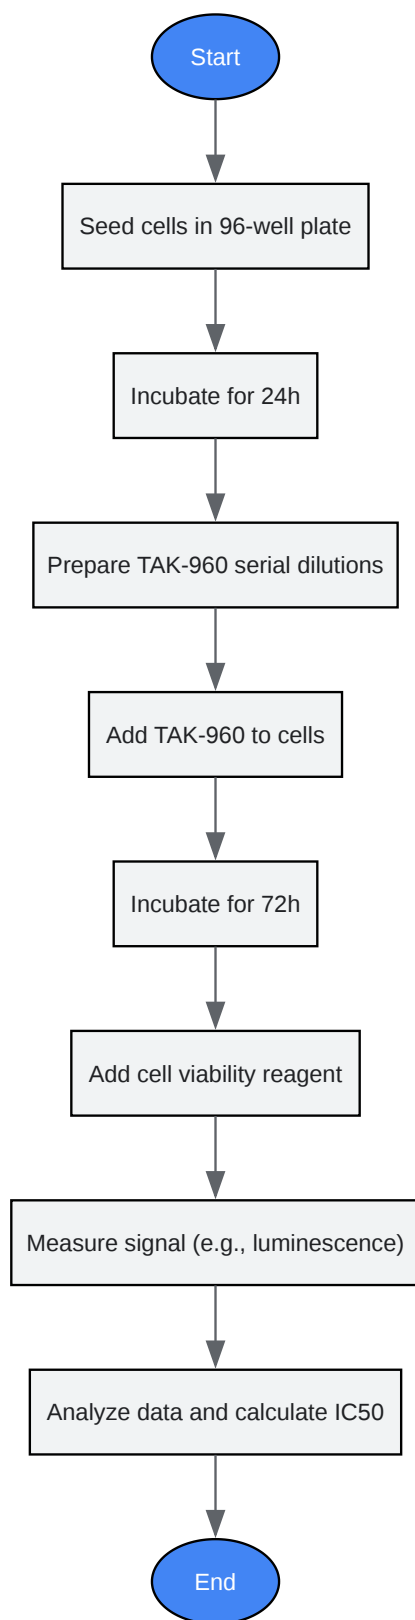 Start
Seed cells in 96-well plate
Incubate for 24h
Prepare TAK-960 serial dilutions
Add TAK-960 to cells
Incubate for 72h
Add cell viability reagent
Measure signal (e.g., luminescence)
Analyze data and calculate IC50
End